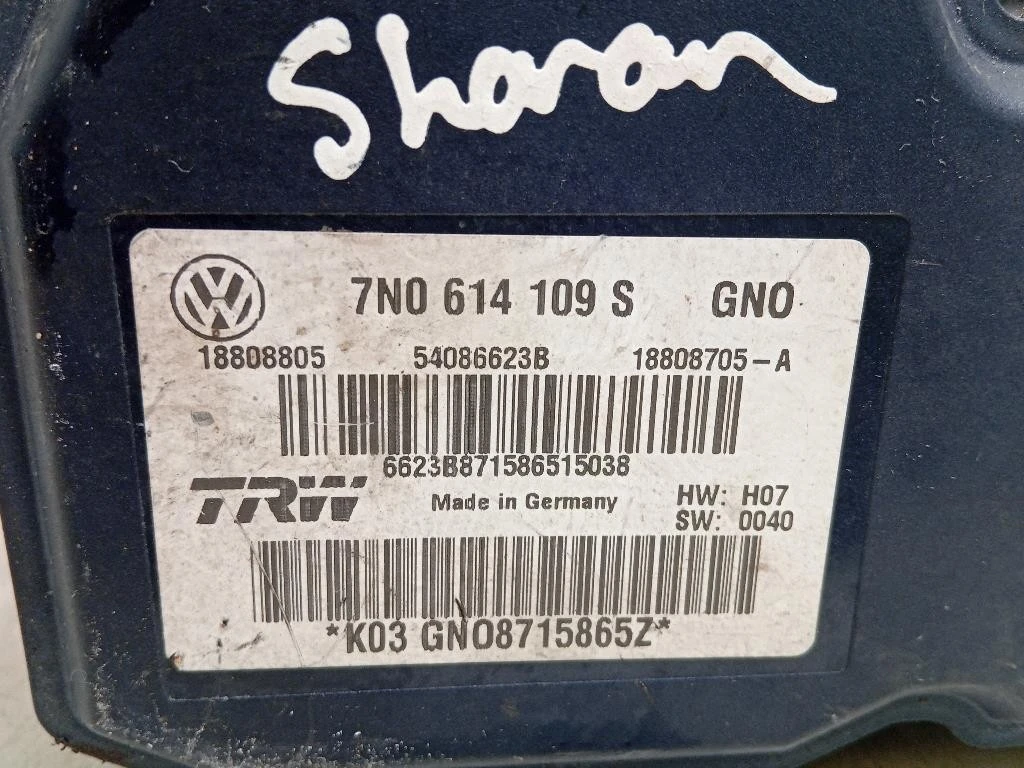 Sharan
7N0 614 109 S GNO
18808805 54086623B 18808705-A
6623B871586515038
TRW Made in Germany HW: H07
SW: 0040
*K03 GNO8715865Z*